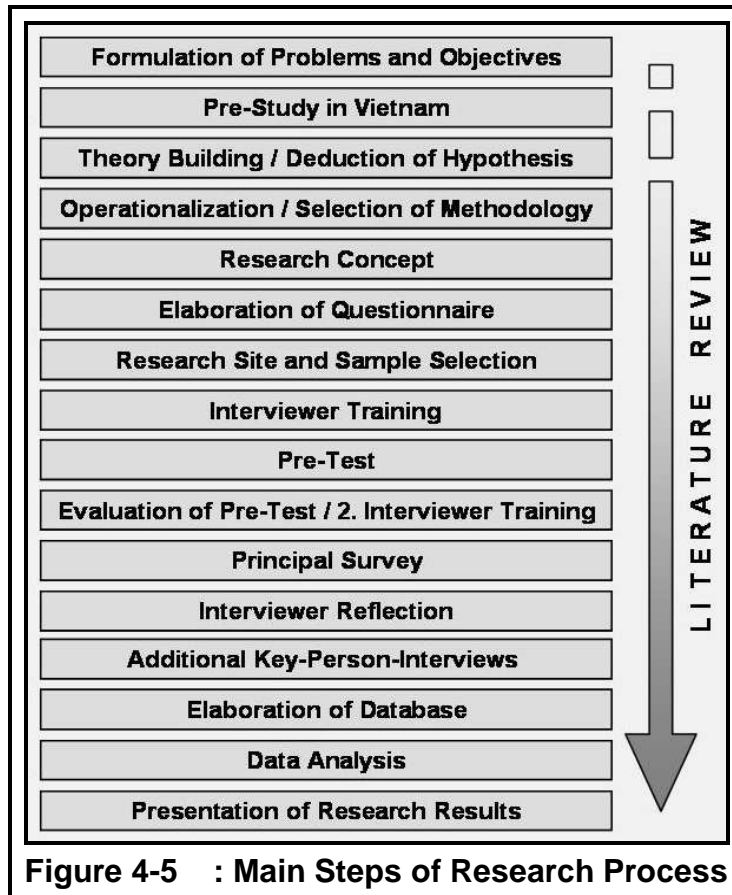 Formulation of Problems and Objectives
Pre-Study in Vietnam
Theory Building / Deduction of Hypothesis
Operationalization / Selection of Methodology
Research Concept
Elaboration of Questionnaire
Research Site and Sample Selection
Interviewer Training
Pre-Test
Evaluation of Pre-Test / 2. Interviewer Training
Principal Survey
Interviewer Reflection
Additional Key-Person-Interviews
Elaboration of Database
Data Analysis
Presentation of Research Results
LITERATURE REVIEW
Figure 4-5 : Main Steps of Research Process